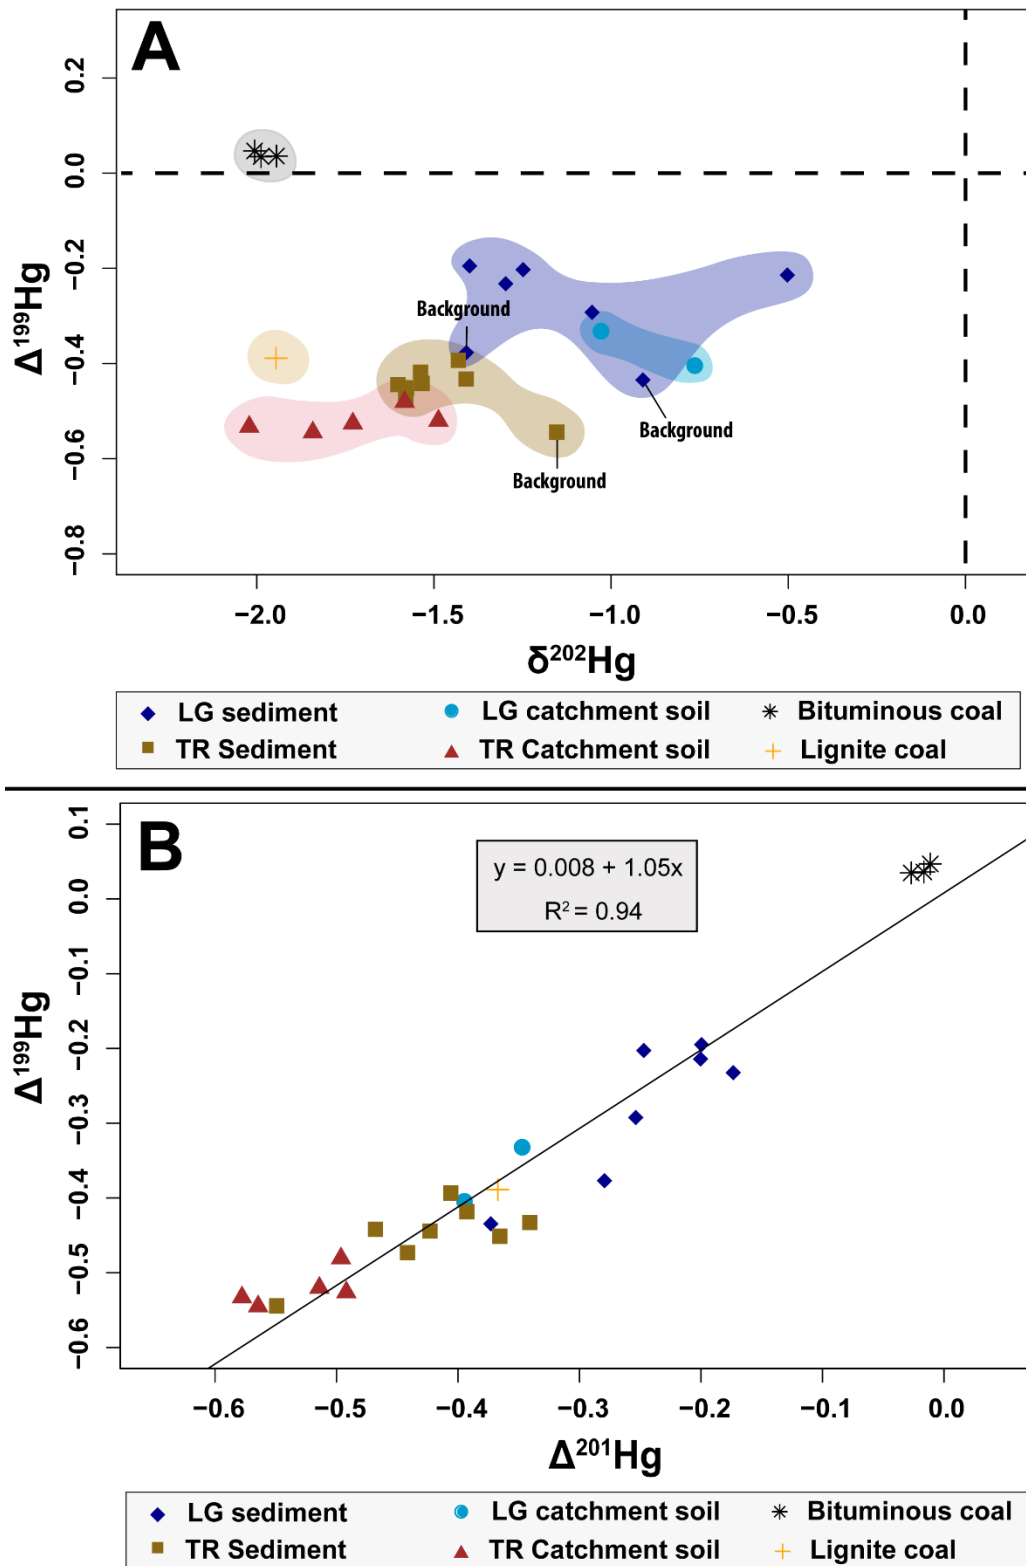 A
0.2
0.0
−0.2
−0.4
−0.6
−0.8
Δ¹⁹⁹Hg
Background
Background
Background
−2.0 −1.5 −1.0 −0.5 0.0
δ²⁰²Hg
LG sediment LG catchment soil Bituminous coal
TR Sediment TR Catchment soil Lignite coal
B
y = 0.008 + 1.05x
R² = 0.94
0.1
0.0
−0.1
−0.2
−0.3
−0.4
−0.5
−0.6
Δ¹⁹⁹Hg
−0.6 −0.5 −0.4 −0.3 −0.2 −0.1 0.0
Δ²⁰¹Hg
LG sediment LG catchment soil Bituminous coal
TR Sediment TR Catchment soil Lignite coal